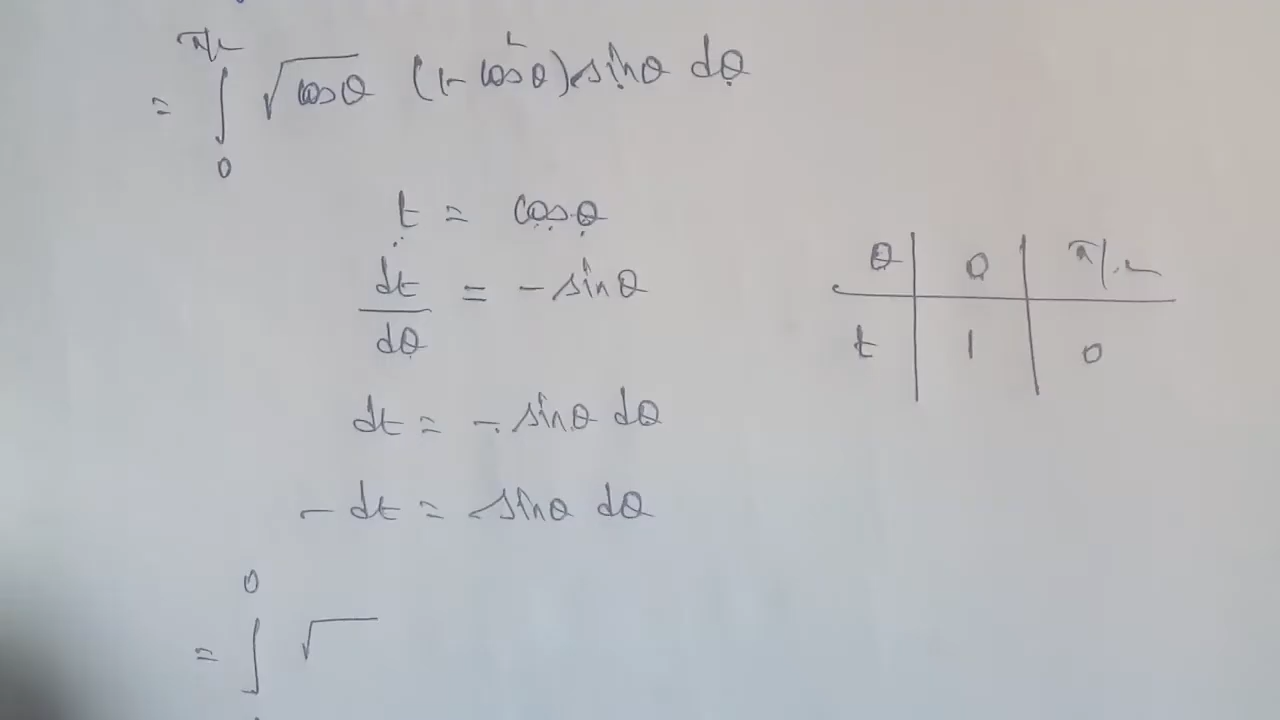 = ∫₀^{π/2} √cosθ (1- cos²θ) sinθ dθ
t = cosθ
dt/dθ = - sinθ
θ | 0 | π/2
t | 1 | 0
dt = - sinθ dθ
- dt = sinθ dθ
= ∫^{0} √